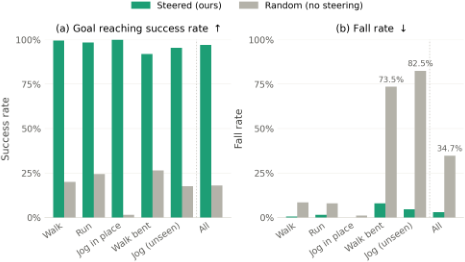 Steered (ours) Random (no steering)
(a) Goal reaching success rate ↑
Success rate
100%
75%
50%
25%
0%
Walk
Run
Jog in place
Walk bent
Jog (unseen)
All
(b) Fall rate ↓
Fall rate
100%
75%
50%
25%
0%
73.5%
82.5%
34.7%
Walk
Run
Jog in place
Walk bent
Jog (unseen)
All